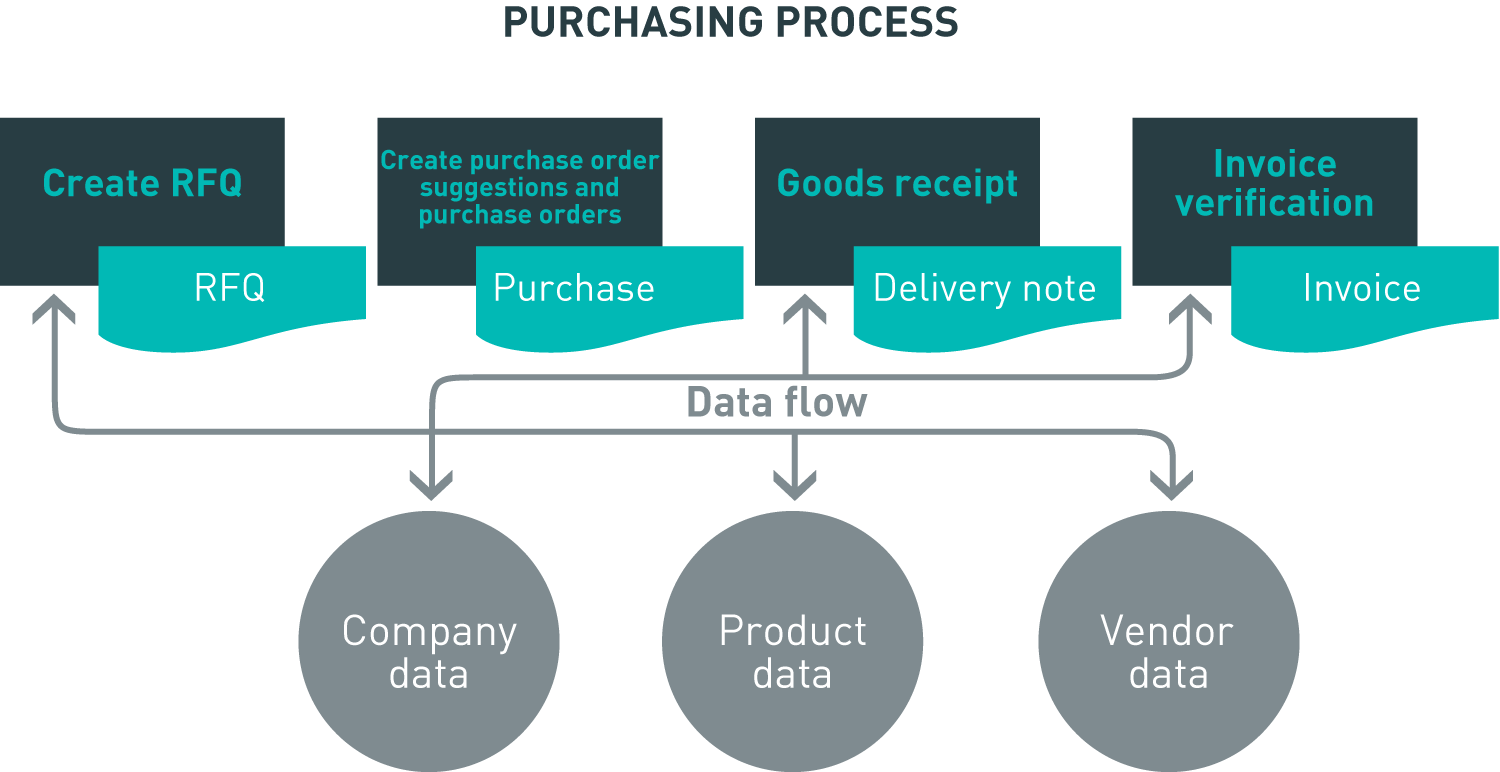 PURCHASING PROCESS
Create RFQ
RFQ
Create purchase order
suggestions and
purchase orders
Purchase
Goods receipt
Delivery note
Invoice
verification
Invoice
Data flow
Company
data
Product
data
Vendor
data